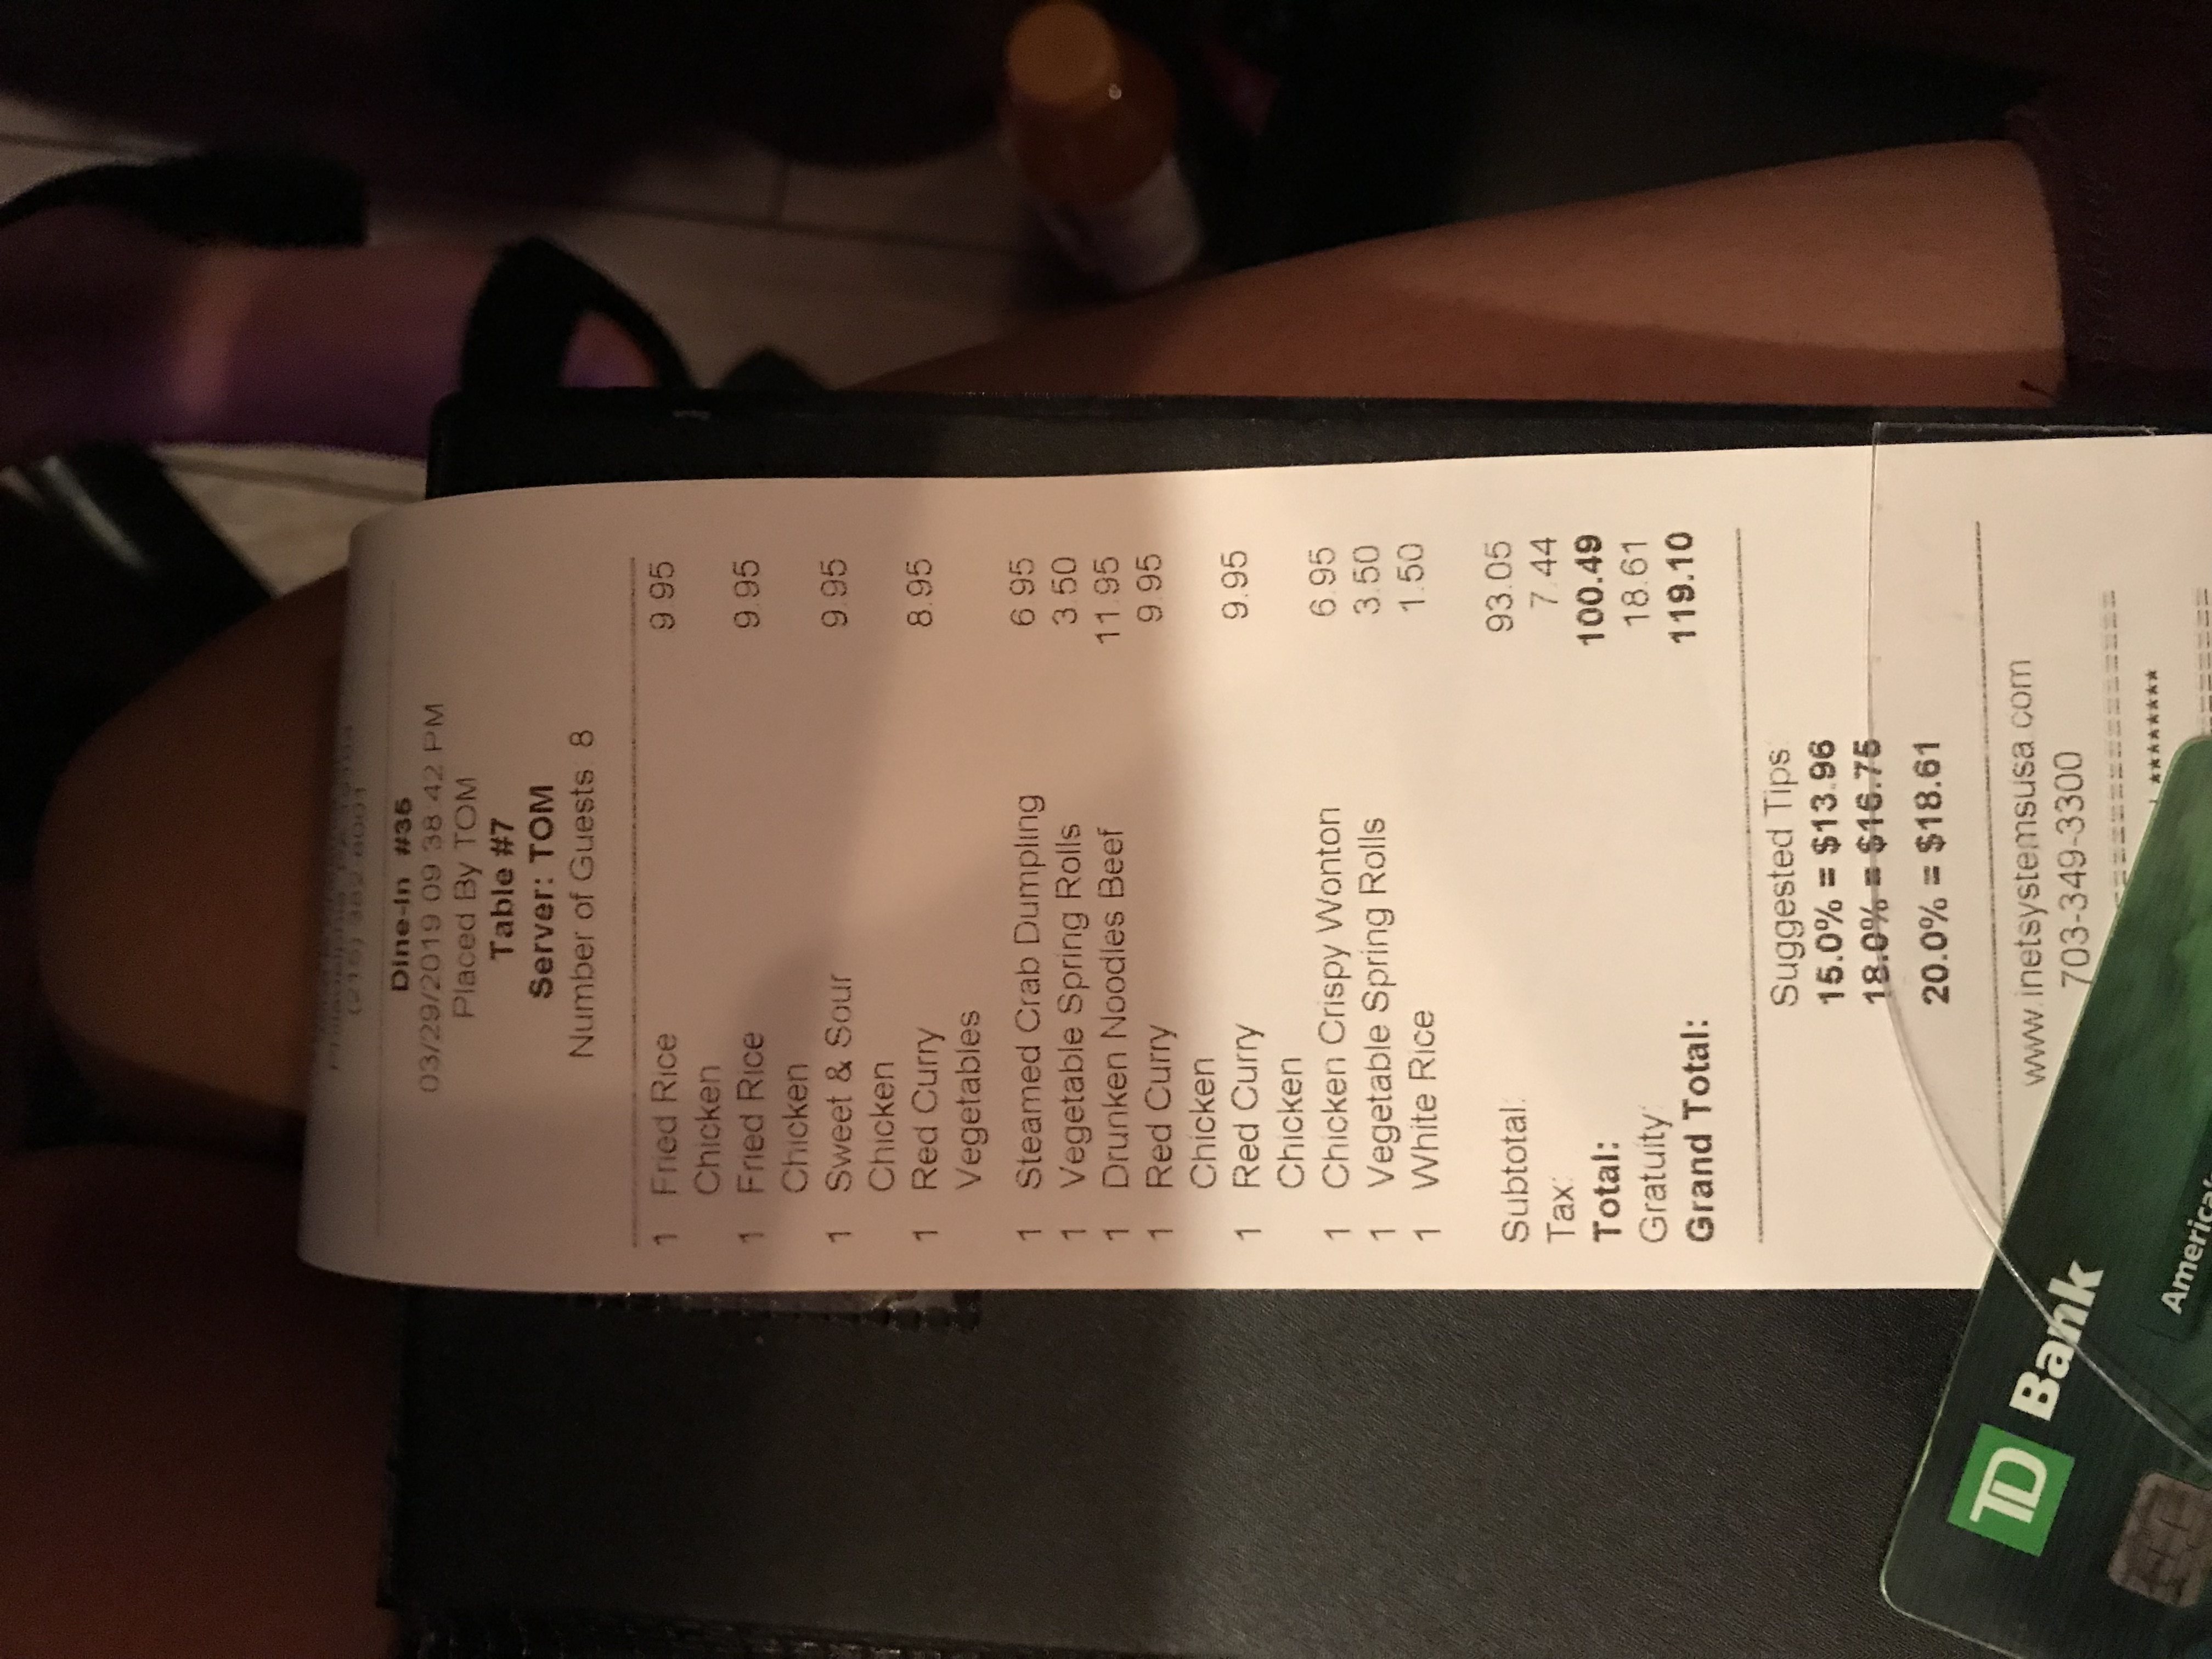 Philadelphia, PA 19104
(215) 382-8001
Dine-In #35
03/29/2019 09:38:42 PM
Placed By TOM
Table #7
Server: TOM
Number of Guests: 8
1 Fried Rice 9.95
Chicken
1 Fried Rice 9.95
Chicken
1 Sweet & Sour 9.95
Chicken
1 Red Curry 8.95
Vegetables
1 Steamed Crab Dumpling 6.95
1 Vegetable Spring Rolls 3.50
1 Drunken Noodles Beef 11.95
1 Red Curry 9.95
Chicken
1 Red Curry 9.95
Chicken
1 Chicken Crispy Wonton 6.95
1 Vegetable Spring Rolls 3.50
1 White Rice 1.50
Subtotal: 93.05
Tax: 7.44
Total: 100.49
Gratuity: 18.61
Grand Total: 119.10
Suggested Tips
15.0% = $13.96
18.0% = $16.75
20.0% = $18.61
www.inetsystemsusa.com
703-349-3300
================
********
========
TD Bank
America's